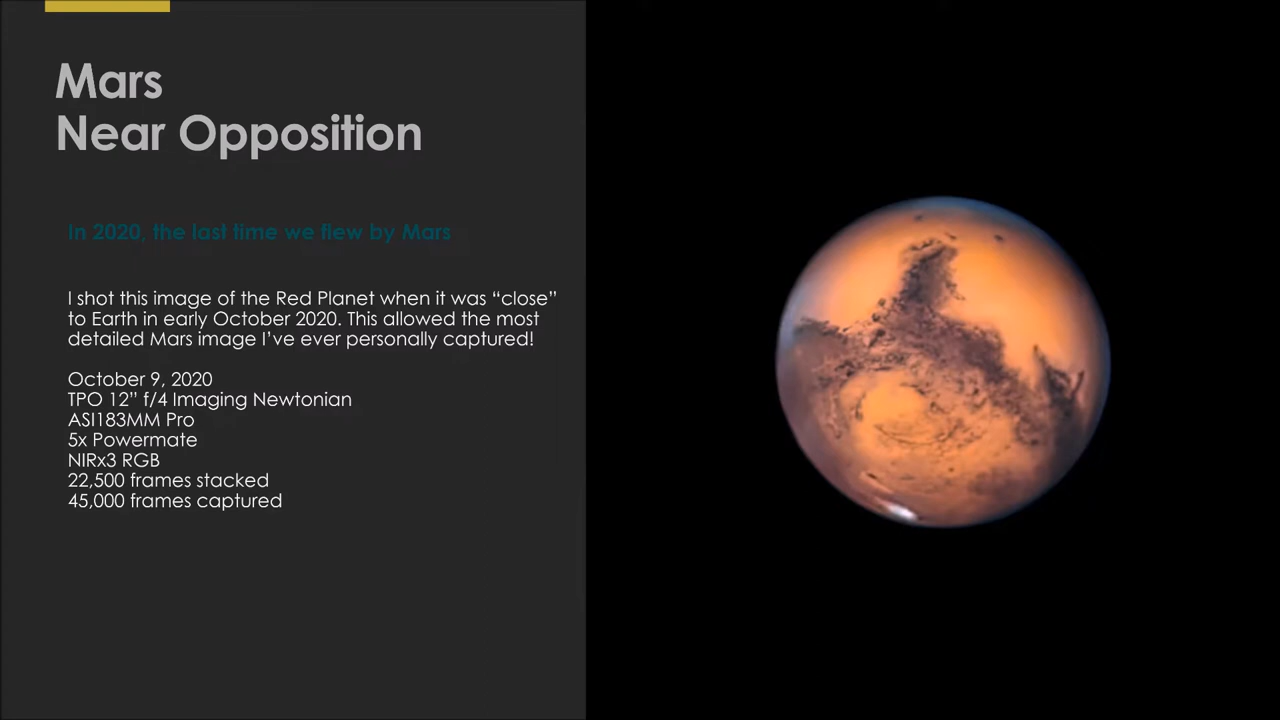 Mars
Near Opposition
In 2020, the last time we flew by Mars
I shot this image of the Red Planet when it was “close”
to Earth in early October 2020. This allowed the most
detailed Mars image I’ve ever personally captured!
October 9, 2020
TPO 12” f/4 Imaging Newtonian
ASI183MM Pro
5x Powermate
NIRx3 RGB
22,500 frames stacked
45,000 frames captured